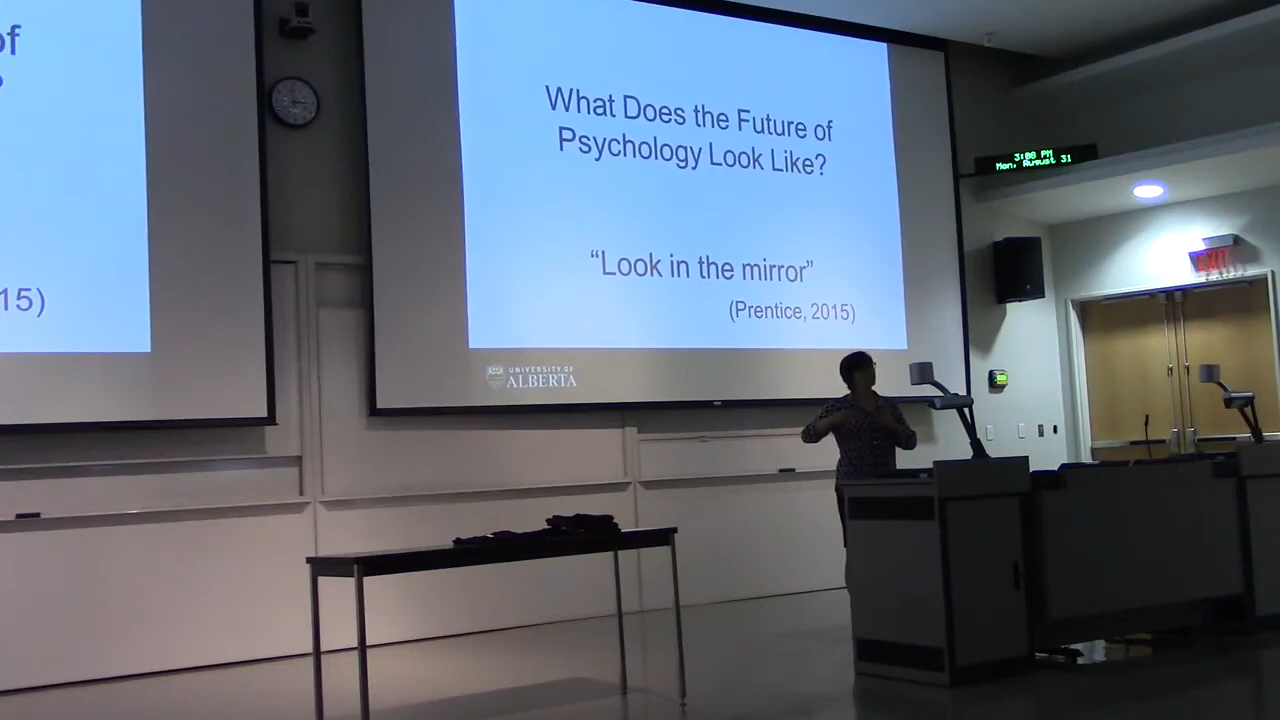 of
?
15)
What Does the Future of
Psychology Look Like?
“Look in the mirror”
(Prentice, 2015)
UNIVERSITY OF
ALBERTA
3:00 PM
Mon, August 31
EXIT